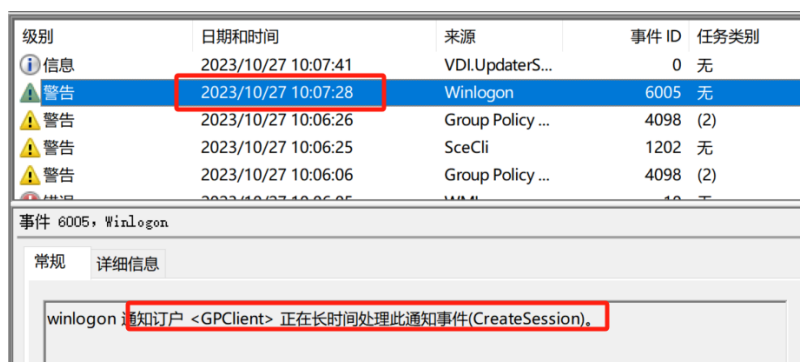 级别 日期和时间 来源 事件 ID 任务类别
信息 2023/10/27 10:07:41 VDI.UpdaterS... 0 无
警告 2023/10/27 10:07:28 Winlogon 6005 无
警告 2023/10/27 10:06:26 Group Policy ... 4098 (2)
警告 2023/10/27 10:06:25 SceCli 1202 无
警告 2023/10/27 10:06:06 Group Policy ... 4098 (2)
事件 6005，Winlogon
常规 详细信息
winlogon 通知订户 <GPClient> 正在长时间处理此通知事件(CreateSession)。